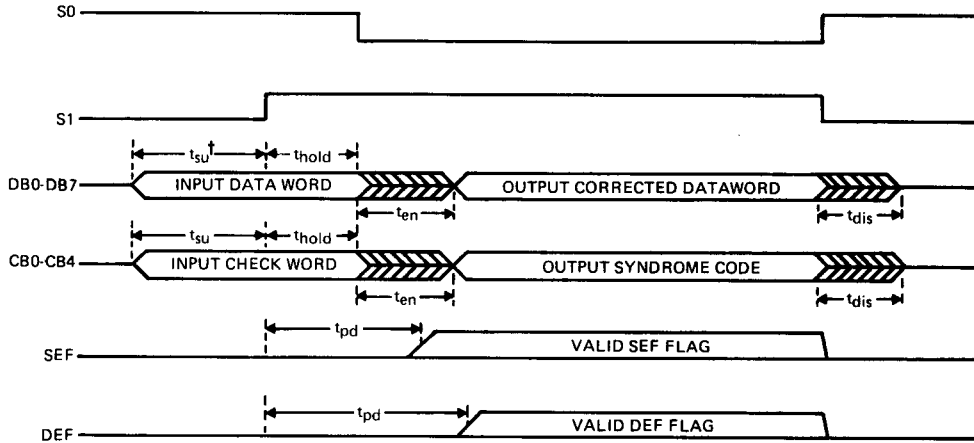 S0
S1
tsu† thold
DB0-DB7 INPUT DATA WORD OUTPUT CORRECTED DATAWORD
ten tdis
tsu thold
CB0-CB4 INPUT CHECK WORD OUTPUT SYNDROME CODE
ten tdis
tpd
SEF VALID SEF FLAG
tpd
DEF VALID DEF FLAG